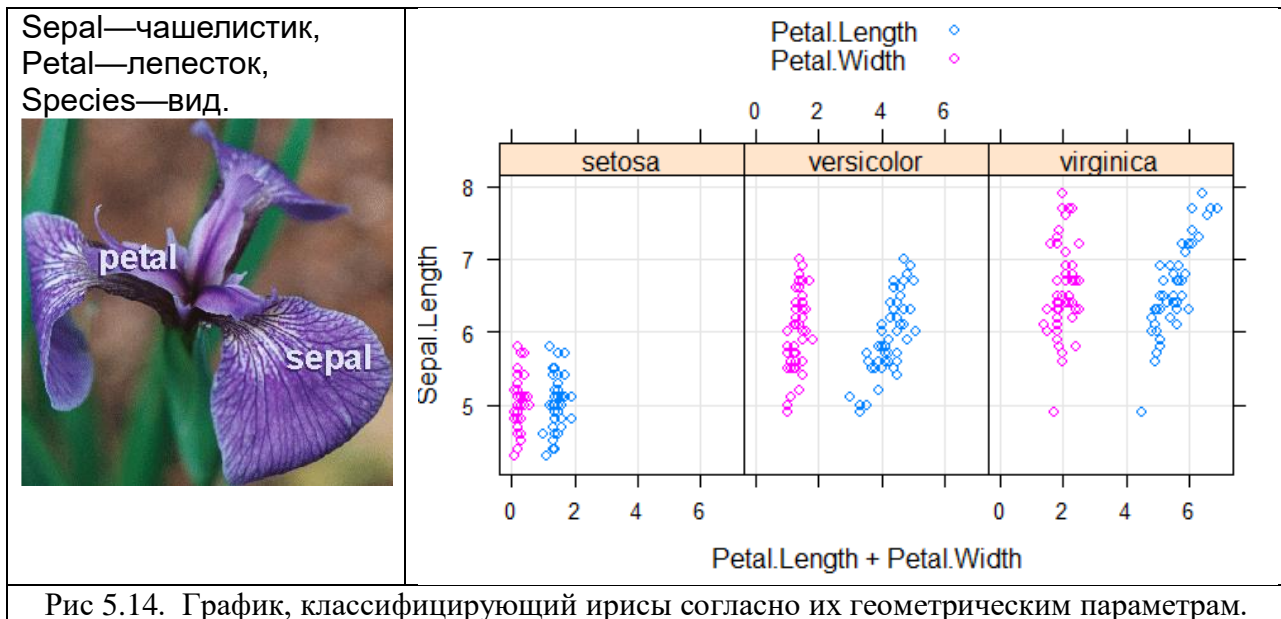 Sepal—чашелистик,
Petal—лепесток,
Species—вид.
petal
sepal
Petal.Length
Petal.Width
0 2 4 6
setosa versicolor virginica
8
7
6
5
Sepal.Length
0 2 4 6 0 2 4 6
Petal.Length + Petal.Width
Рис 5.14. График, классифицирующий ирисы согласно их геометрическим параметрам.